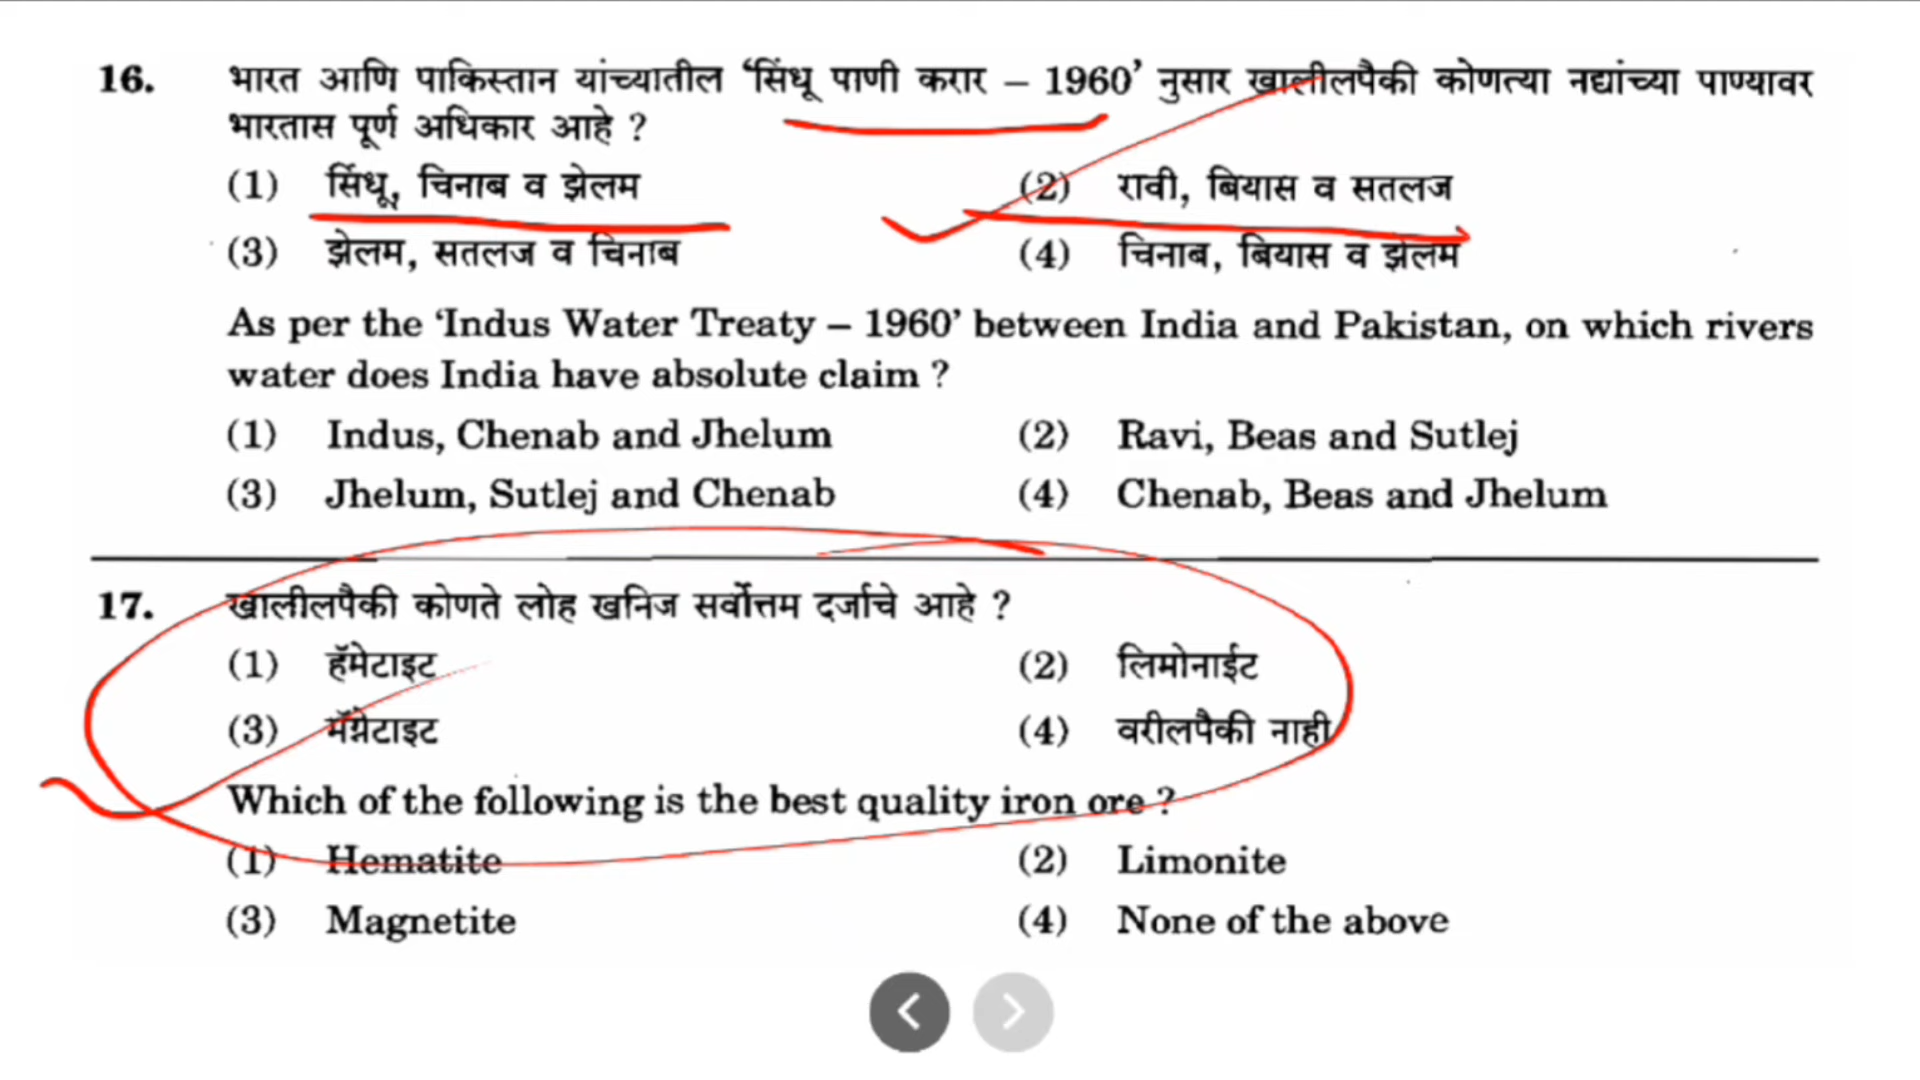 16. भारत आणि पाकिस्तान यांच्यातील ‘सिंधू पाणी करार – 1960’ नुसार खालीलपैकी कोणत्या नद्यांच्या पाण्यावर
भारतास पूर्ण अधिकार आहे ?
(1) सिंधू, चिनाब व झेलम (2) रावी, बियास व सतलज
(3) झेलम, सतलज व चिनाब (4) चिनाब, बियास व झेलम
As per the ‘Indus Water Treaty – 1960’ between India and Pakistan, on which rivers
water does India have absolute claim ?
(1) Indus, Chenab and Jhelum (2) Ravi, Beas and Sutlej
(3) Jhelum, Sutlej and Chenab (4) Chenab, Beas and Jhelum
17. खालीलपैकी कोणते लोह खनिज सर्वोत्तम दर्जाचे आहे ?
(1) हॅमेटाइट (2) लिमोनाईट
(3) मॅग्नेटाइट (4) वरीलपैकी नाही
Which of the following is the best quality iron ore ?
(1) Hematite (2) Limonite
(3) Magnetite (4) None of the above